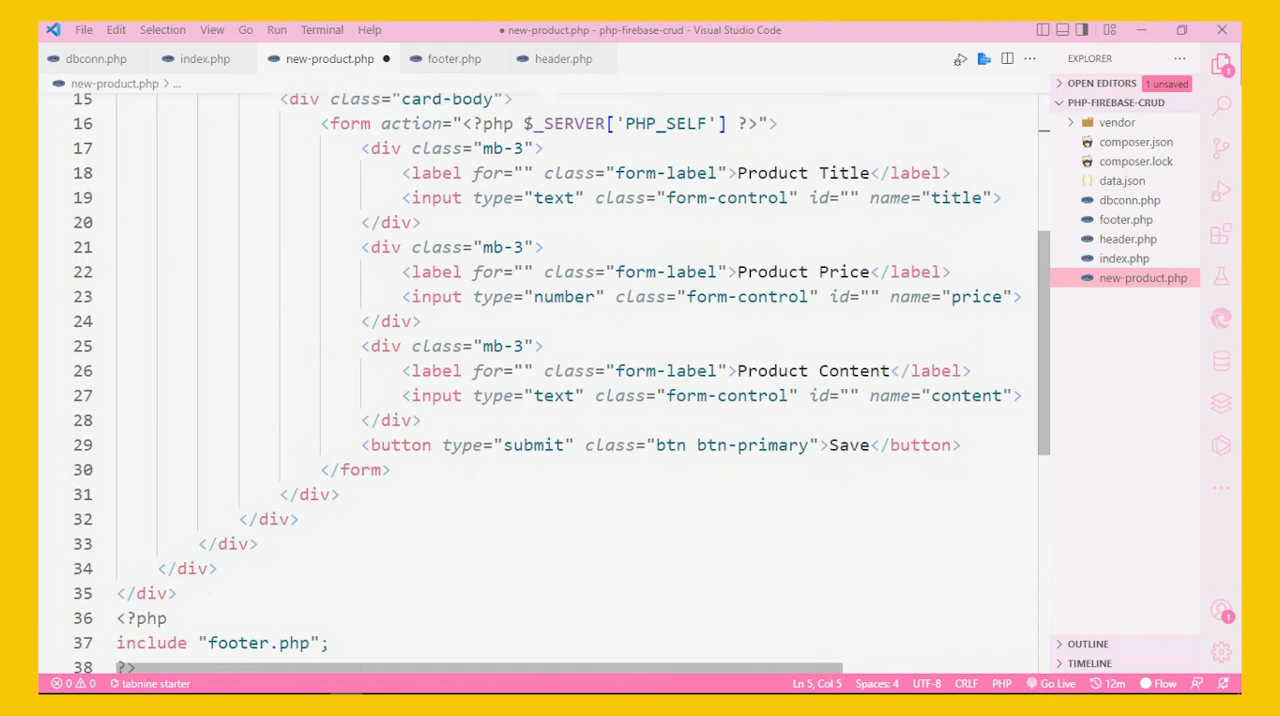 File Edit Selection View Go Run Terminal Help
● new-product.php - php-firebase-crud - Visual Studio Code
dbconn.php index.php new-product.php ● footer.php header.php
new-product.php > ...
15 <div class="card-body">
16 <form action="<?php $_SERVER['PHP_SELF'] ?>">
17 <div class="mb-3">
18 <label for="" class="form-label">Product Title</label>
19 <input type="text" class="form-control" id="" name="title">
20 </div>
21 <div class="mb-3">
22 <label for="" class="form-label">Product Price</label>
23 <input type="number" class="form-control" id="" name="price">
24 </div>
25 <div class="mb-3">
26 <label for="" class="form-label">Product Content</label>
27 <input type="text" class="form-control" id="" name="content">
28 </div>
29 <button type="submit" class="btn btn-primary">Save</button>
30 </form>
31 </div>
32 </div>
33 </div>
34 </div>
35 </div>
36 <?php
37 include "footer.php";
38 ?>
EXPLORER ...
OPEN EDITORS 1 unsaved
PHP-FIREBASE-CRUD
vendor
composer.json
composer.lock
{} data.json
dbconn.php
footer.php
header.php
index.php
new-product.php
OUTLINE
TIMELINE
1
1
0 0 tabnine starter Ln 5, Col 5 Spaces: 4 UTF-8 CRLF PHP Go Live 12m Flow